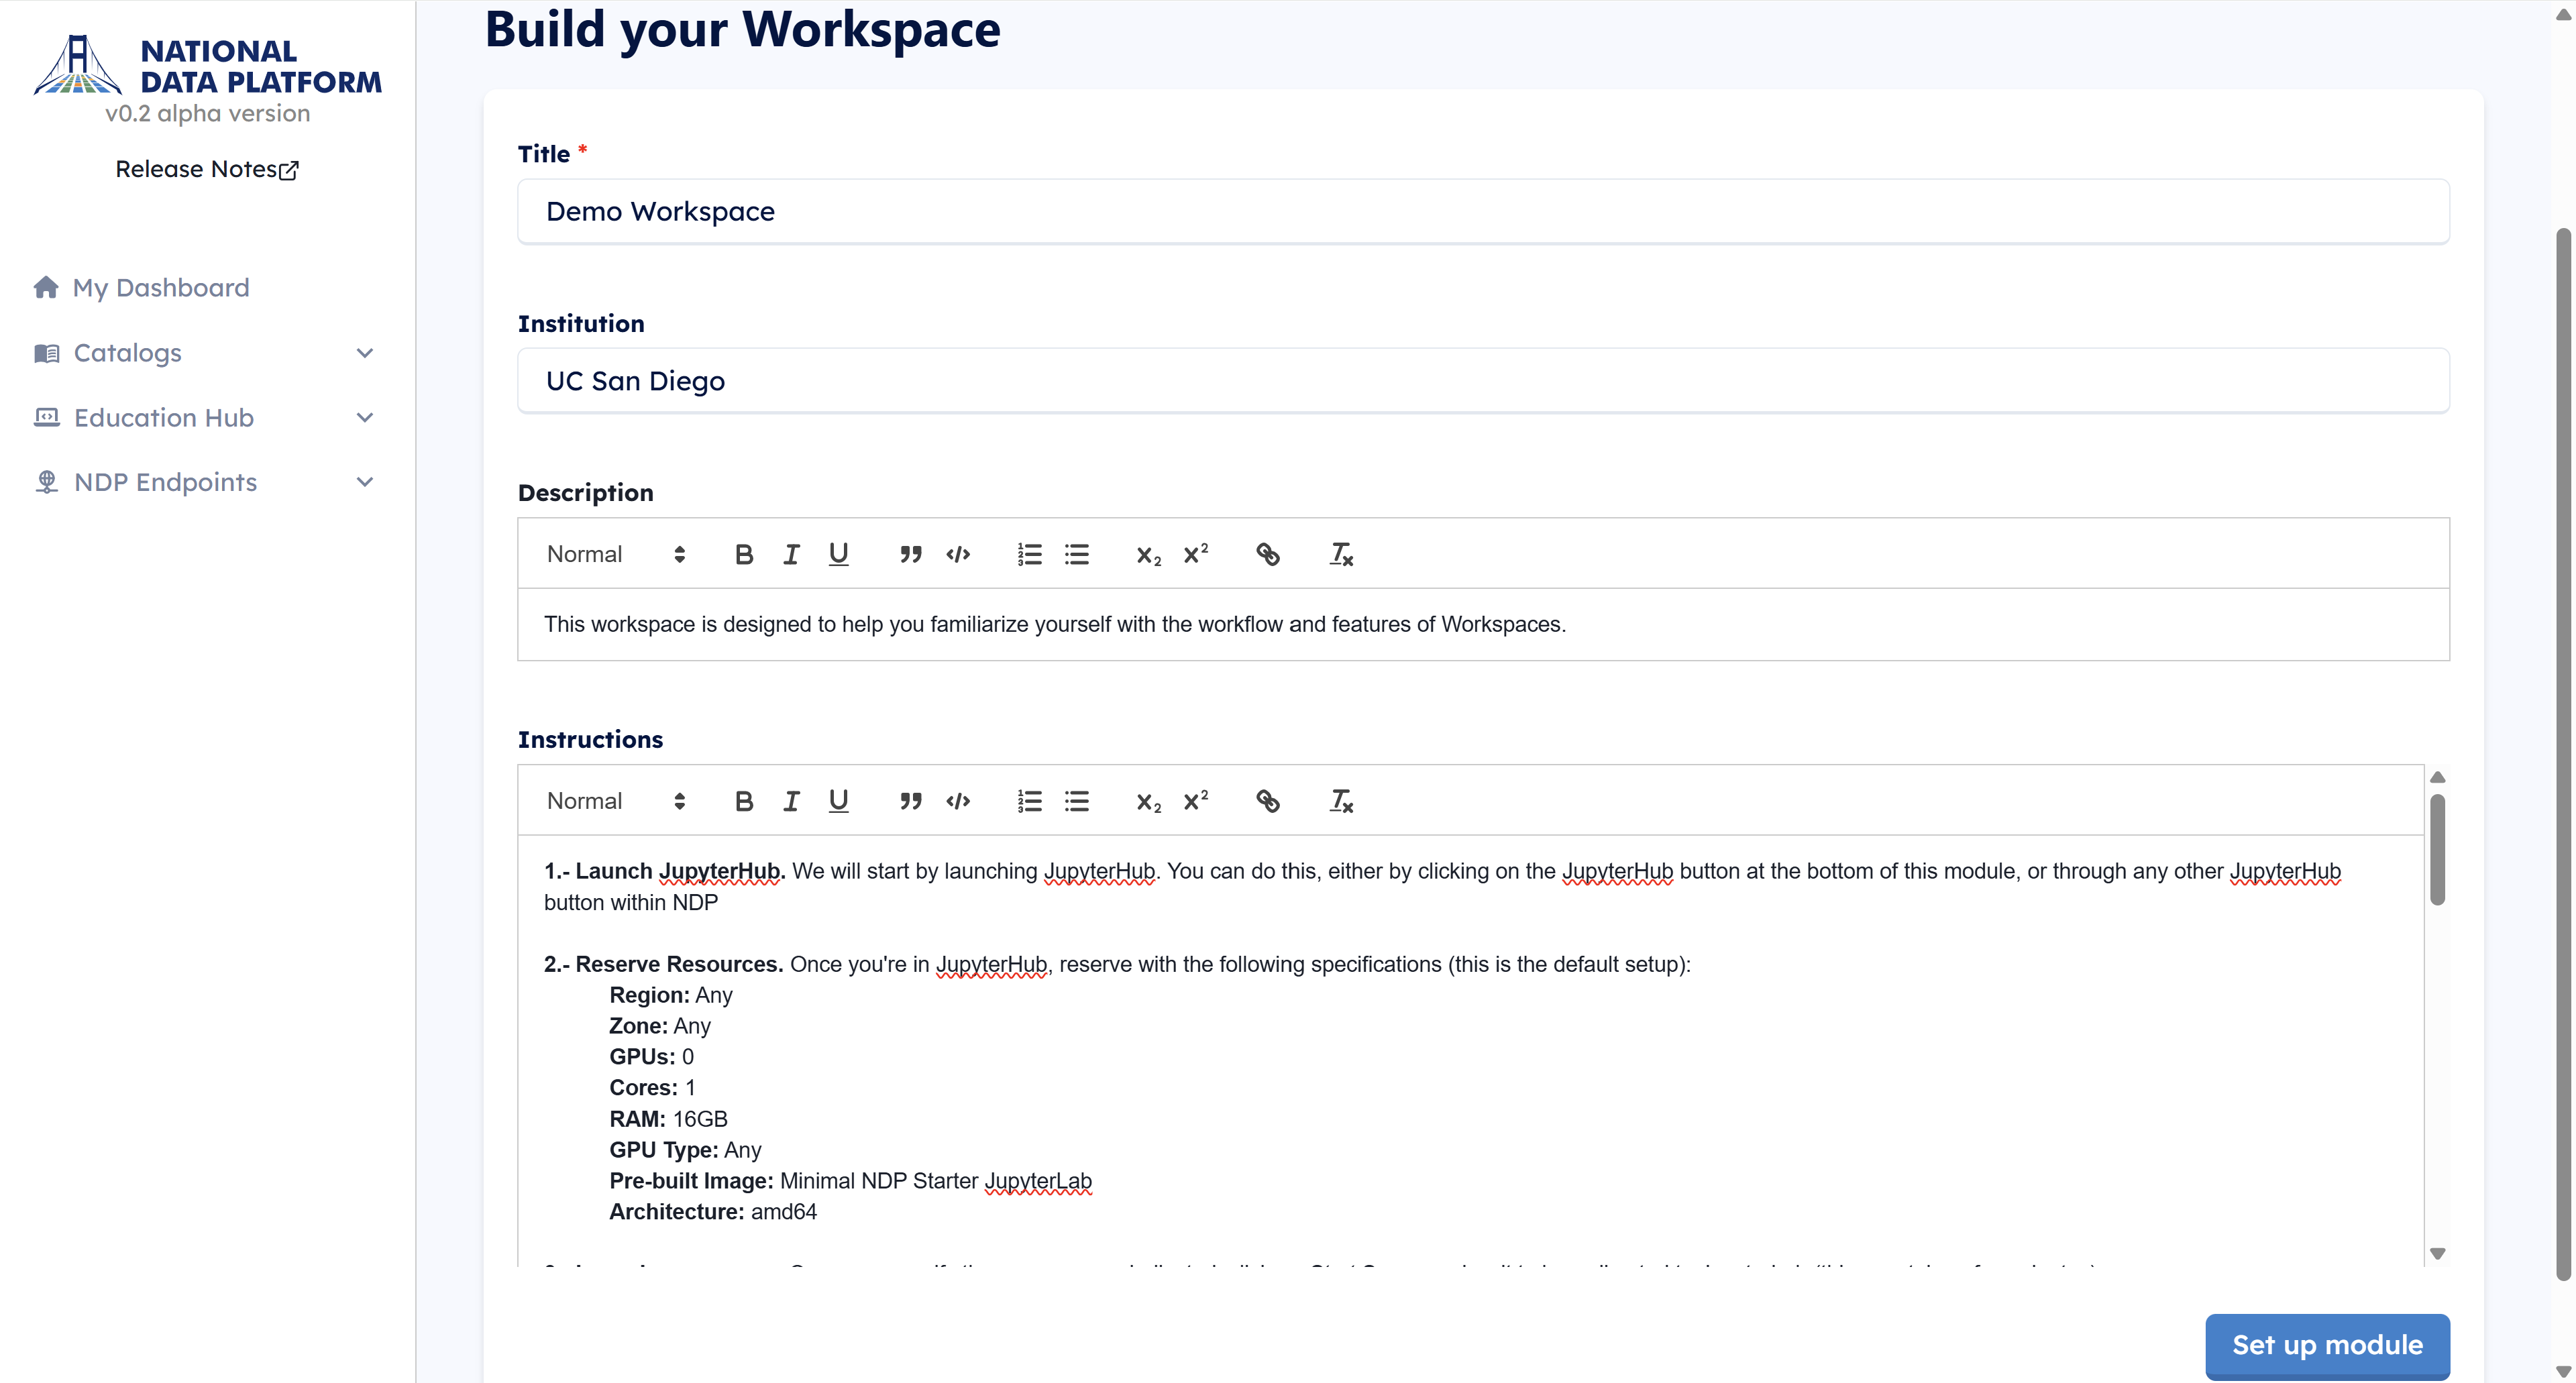 NATIONAL
DATA PLATFORM
v0.2 alpha version
Release Notes
My Dashboard
Catalogs
Education Hub
NDP Endpoints
Build your Workspace
Title *
Demo Workspace
Institution
UC San Diego
Description
Normal
This workspace is designed to help you familiarize yourself with the workflow and features of Workspaces.
Instructions
Normal
1.- Launch JupyterHub. We will start by launching JupyterHub. You can do this, either by clicking on the JupyterHub button at the bottom of this module, or through any other JupyterHub
button within NDP
2.- Reserve Resources. Once you're in JupyterHub, reserve with the following specifications (this is the default setup):
Region: Any
Zone: Any
GPUs: 0
Cores: 1
RAM: 16GB
GPU Type: Any
Pre-built Image: Minimal NDP Starter JupyterLab
Architecture: amd64
Set up module